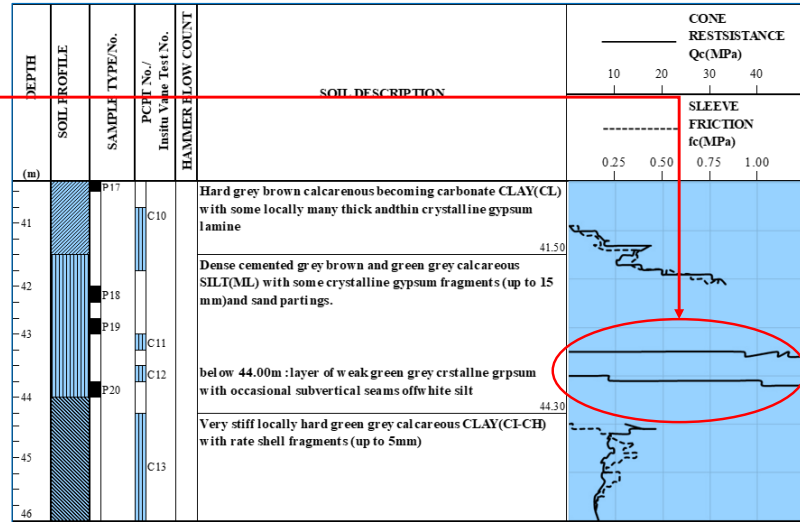 DEPTH
(m)
SOIL PROFILE
SAMPLE TYPE/No.
PCPT No./
Insitu Vane Test No.
HAMMER BLOW COUNT
SOIL DESCRIPTION
CONE
RESTSISTANCE
Qc(MPa)
10 20 30 40
SLEEVE
FRICTION
fc(MPa)
0.25 0.50 0.75 1.00
P17
Hard grey brown calcarenous becoming carbonate CLAY(CL)
with some locally many thick andthin crystalline gypsum
lamine
C10
41
41.50
Dense cemented grey brown and green grey calcareous
SILT(ML) with some crystalline gypsum fragments (up to 15
mm)and sand partings.
42
P18
P19
43
C11
below 44.00m : layer of weak green grey crstallne grpsum
with occasional subvertical seams offwhite silt
C12
P20
44
44.30
Very stiff locally hard green grey calcareous CLAY(CI-CH)
with rate shell fragments (up to 5mm)
45
C13
46